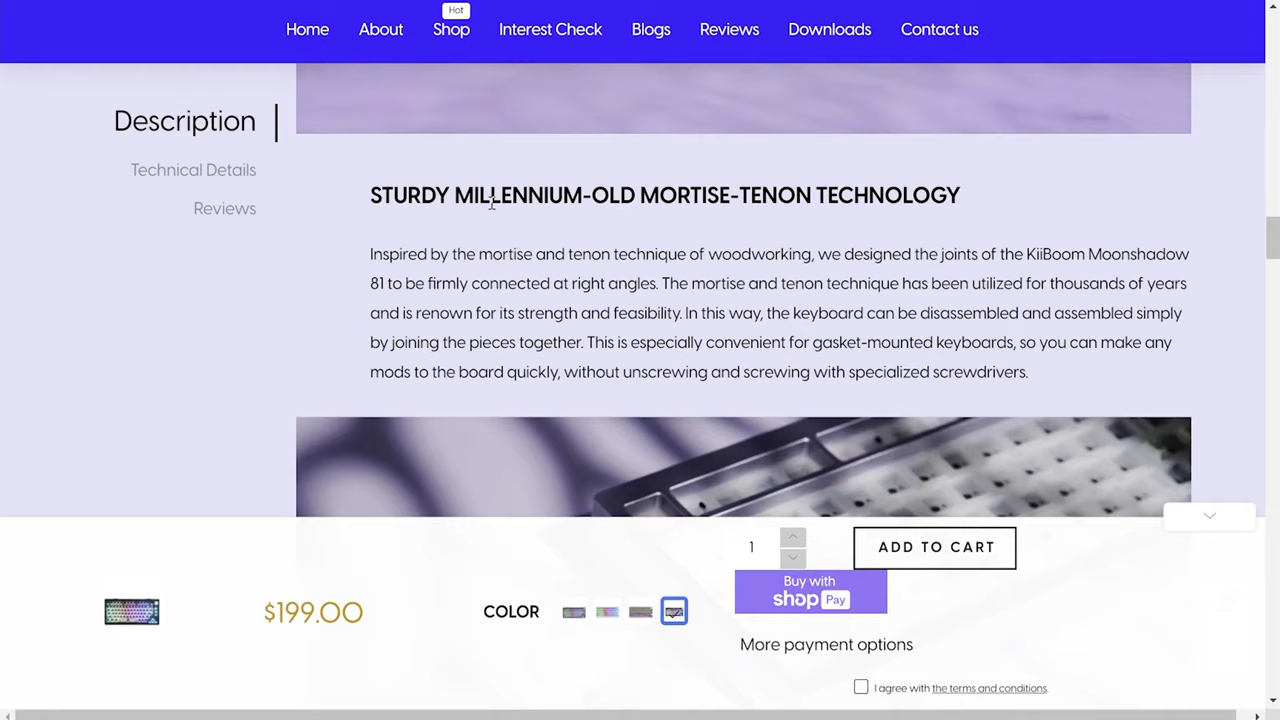 Hot
Home About Shop Interest Check Blogs Reviews Downloads Contact us
Description
Technical Details
Reviews
STURDY MILLENNIUM-OLD MORTISE-TENON TECHNOLOGY
Inspired by the mortise and tenon technique of woodworking, we designed the joints of the KiiBoom Moonshadow
81 to be firmly connected at right angles. The mortise and tenon technique has been utilized for thousands of years
and is renown for its strength and feasibility. In this way, the keyboard can be disassembled and assembled simply
by joining the pieces together. This is especially convenient for gasket-mounted keyboards, so you can make any
mods to the board quickly, without unscrewing and screwing with specialized screwdrivers.
1
ADD TO CART
Buy with
shop Pay
$199.00
COLOR
More payment options
I agree with the terms and conditions.